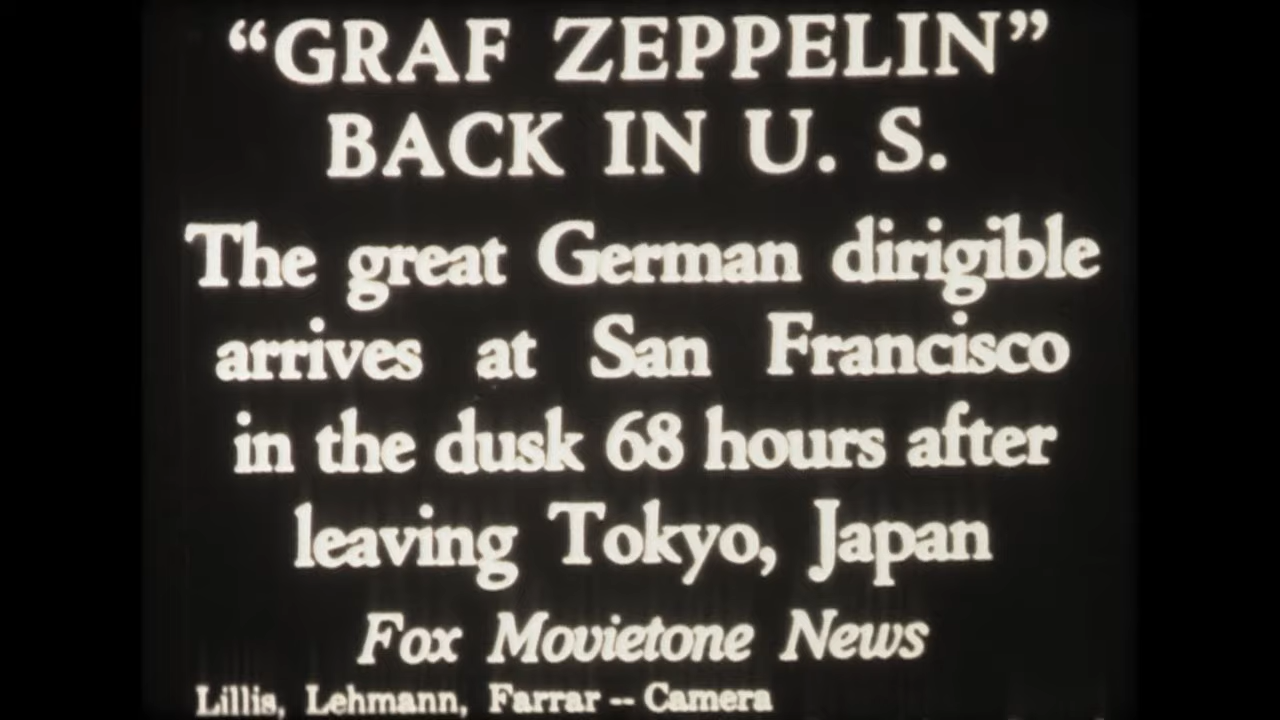 “GRAF ZEPPELIN”
BACK IN U. S.
The great German dirigible
arrives at San Francisco
in the dusk 68 hours after
leaving Tokyo, Japan
Fox Movietone News
Lillis, Lehmann, Farrar -- Camera